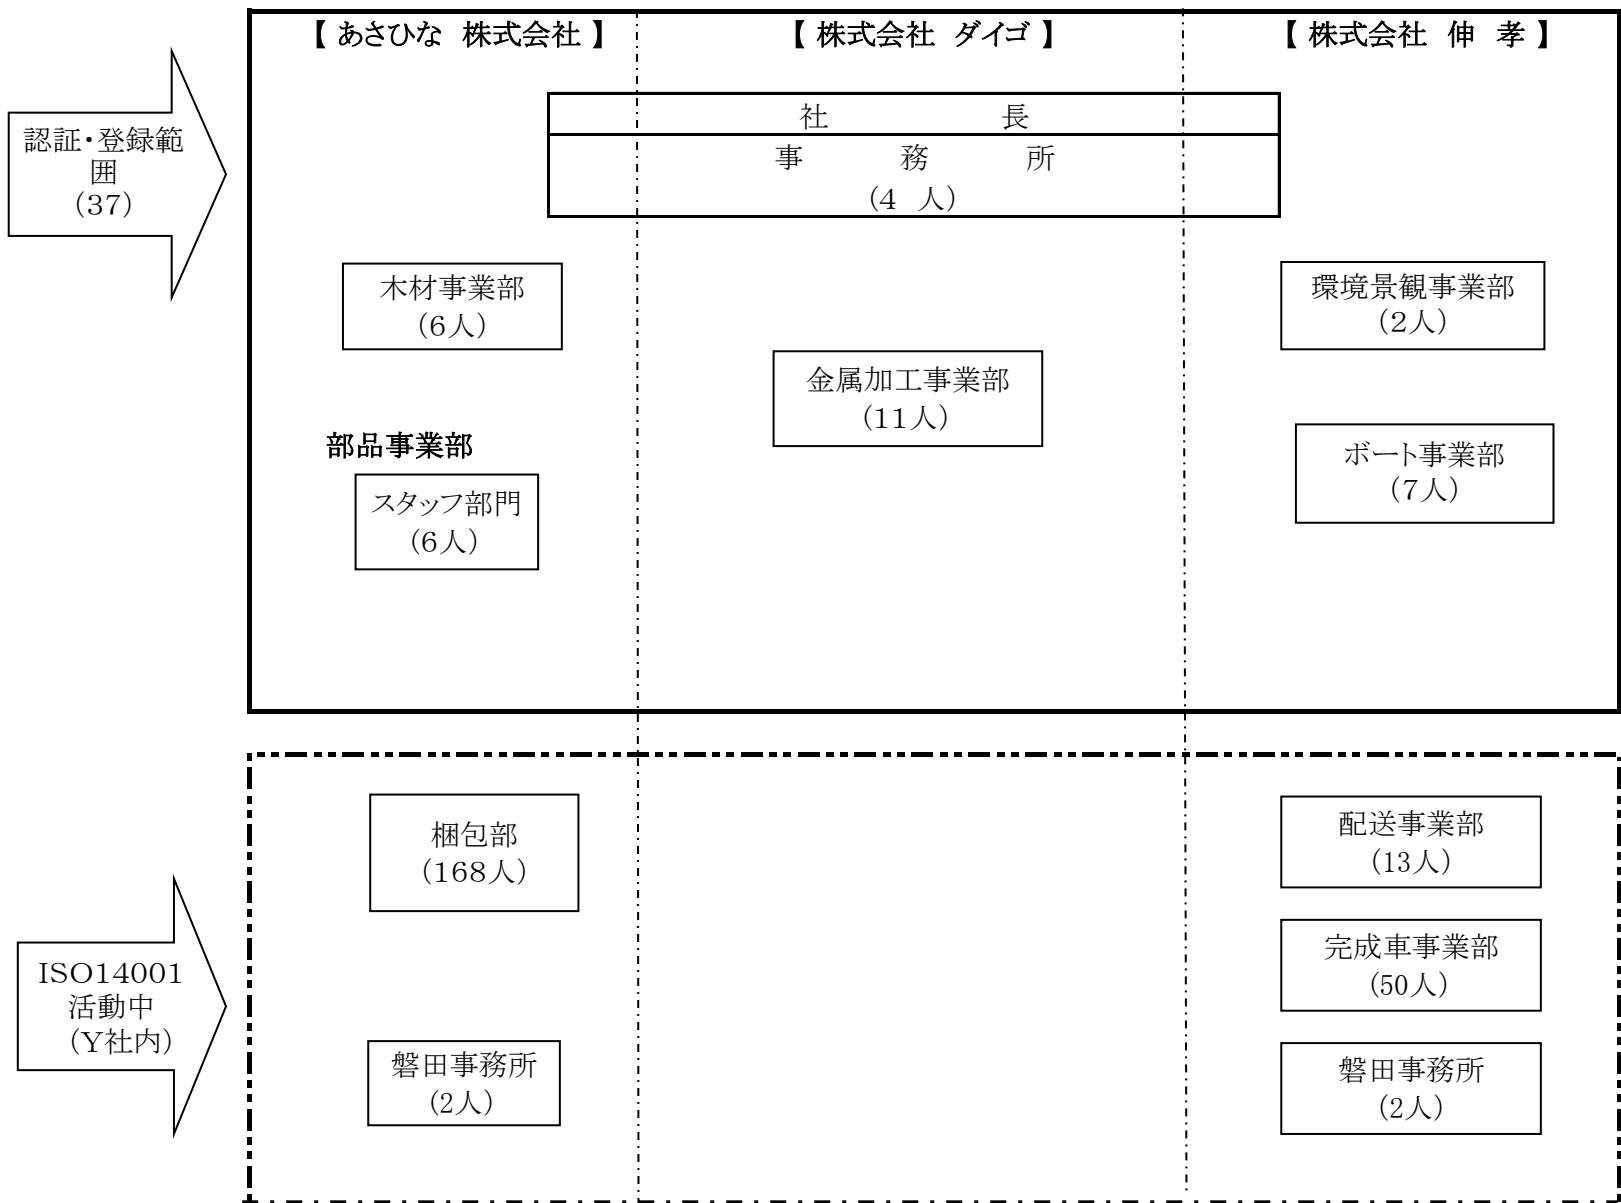 【 あさひな 株式会社 】
【 株式会社 ダイゴ 】
【 株式会社 伸 孝 】
認証・登録範
囲
（37）
社 長
事 務 所
（4 人）
木材事業部
（6人）
部品事業部
スタッフ部門
（6人）
金属加工事業部
（11人）
環境景観事業部
（2人）
ボート事業部
（7人）
ISO14001
活動中
（Y社内）
梱包部
（168人）
磐田事務所
（2人）
配送事業部
（13人）
完成車事業部
（50人）
磐田事務所
（2人）